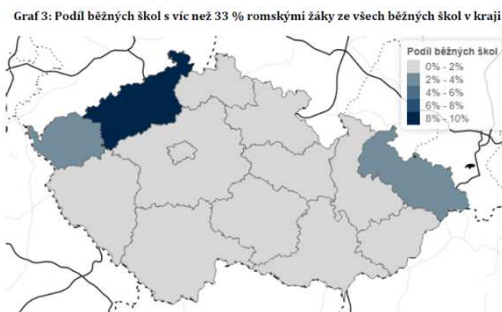 Graf 3: Podíl běžných škol s víc než 33 % romskými žáky ze všech běžných škol v kraji
Podíl běžných škol
0% - 2%
2% - 4%
4% - 6%
6% - 8%
8% - 10%